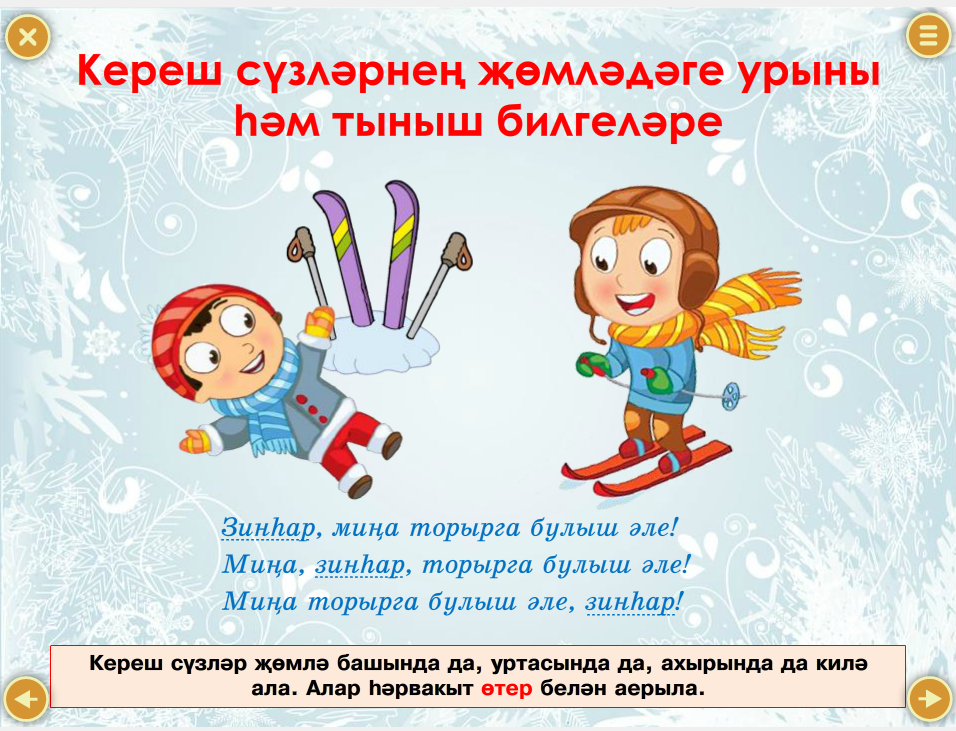 Кереш сүзләрнең җөмләдәге урыны
һәм тыныш билгеләре
Зинһар, миңа торырга булыш әле!
Миңа, зинһар, торырга булыш әле!
Миңа торырга булыш әле, зинһар!
Кереш сүзләр җөмлә башында да, уртасында да, ахырында да килә
ала. Алар һәрвакыт өтер белән аерыла.